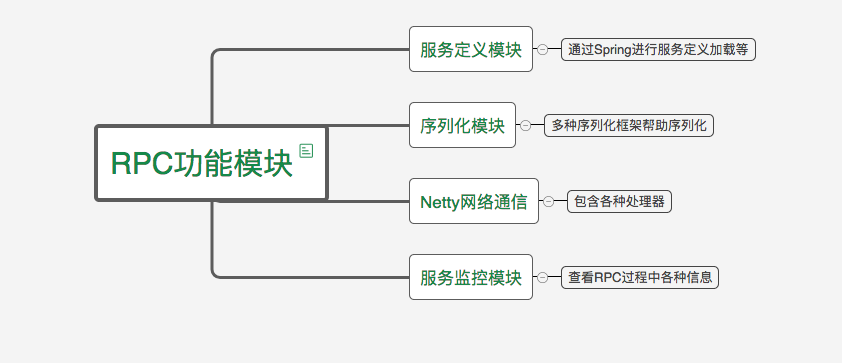 RPC功能模块
服务定义模块
通过Spring进行服务定义加载等
序列化模块
多种序列化框架帮助序列化
Netty网络通信
包含各种处理器
服务监控模块
查看RPC过程中各种信息